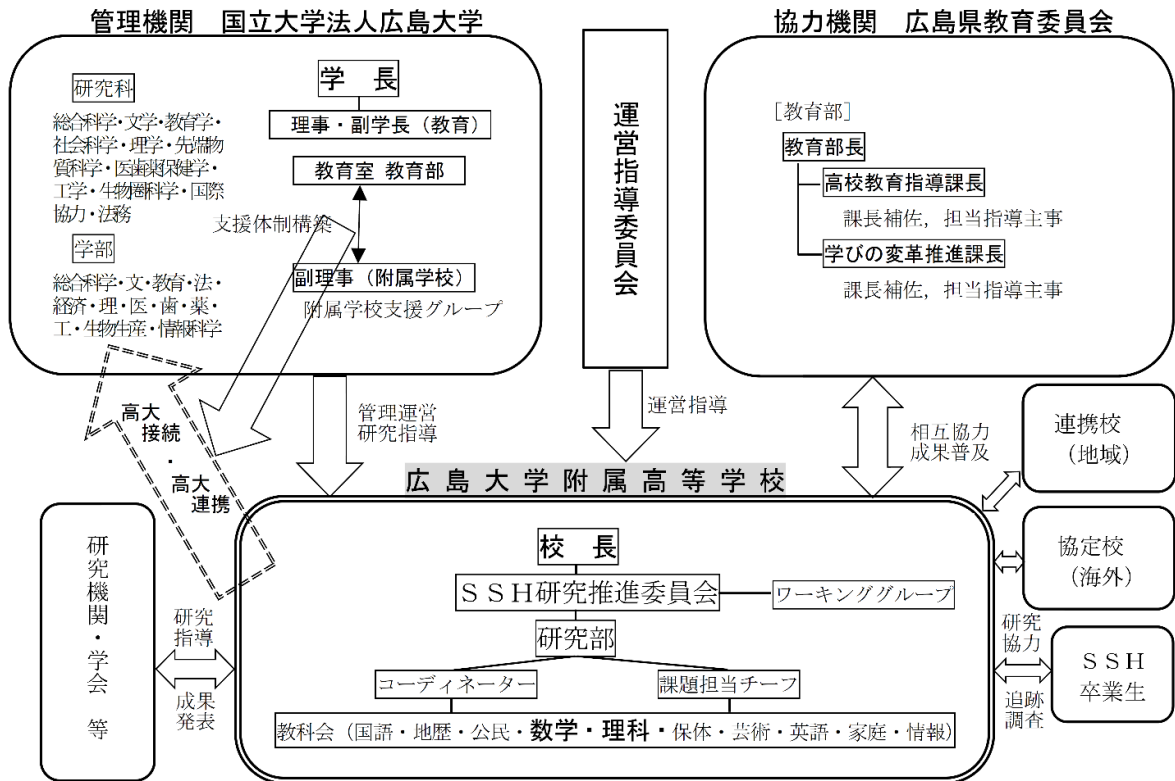 管理機関 国立大学法人広島大学
研究科
総合科学・文学・教育学・
社会科学・理学・先端物
質科学・医歯薬保健学・
工学・生物圏科学・国際
協力・法務
学部
総合科学・文・教育・法・
経済・理・医・歯・薬・
工・生物生産・情報科学
学 長
理事・副学長（教育）
教育室 教育部
支援体制構築
副理事（附属学校）
附属学校支援グループ
運営指導委員会
協力機関 広島県教育委員会
［教育部］
教育部長
高校教育指導課長
課長補佐，担当指導主事
学びの変革推進課長
課長補佐，担当指導主事
高大
接続
・
高大
連携
管理運営
研究指導
運営指導
相互協力
成果普及
連携校
（地域）
協定校
（海外）
研究
協力
追跡
調査
ＳＳＨ
卒業生
研究機関・学会 等
研究
指導
成果
発表
広島大学附属高等学校
校 長
ＳＳＨ研究推進委員会
ワーキンググループ
研究部
コーディネーター
課題担当チーフ
教科会（国語・地歴・公民・数学・理科・保体・芸術・英語・家庭・情報）